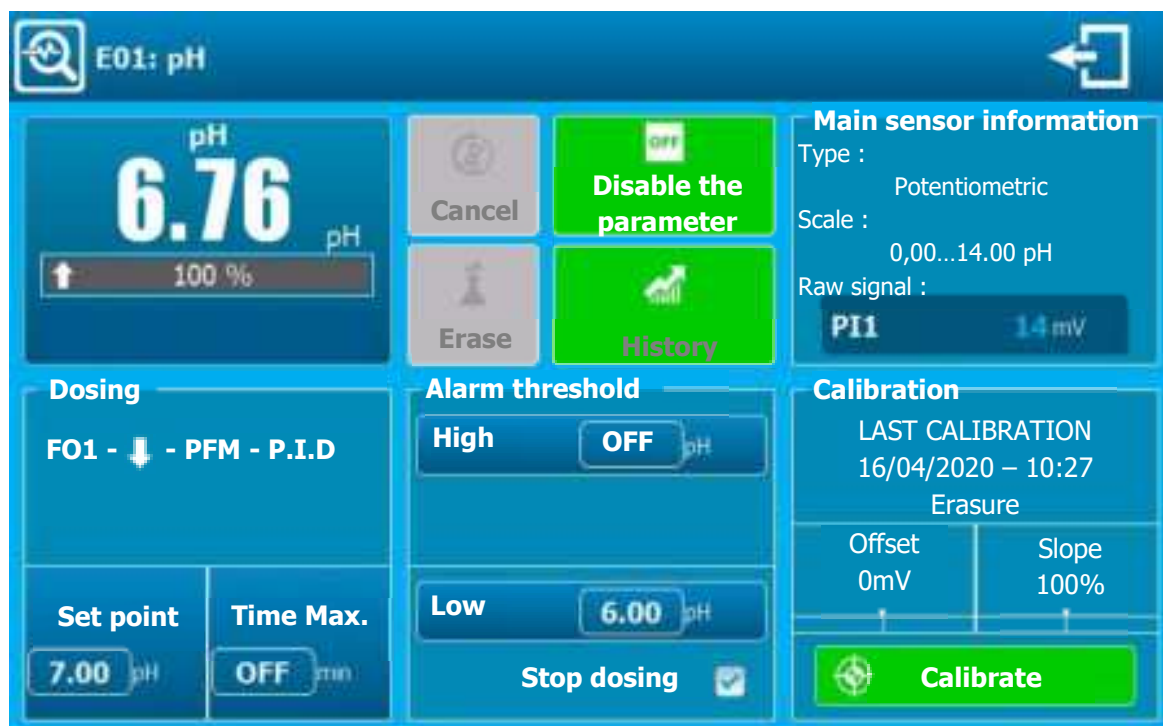 E01: pH
pH
6.76 pH
100 %
Cancel
OFF
Disable the
parameter
Erase
History
Main sensor information
Type :
Potentiometric
Scale :
0,00...14.00 pH
Raw signal :
PI1 14 mV
Dosing
FO1 - - PFM - P.I.D
Set point
7.00 pH
Time Max.
OFF min
Alarm threshold
High OFF pH
Low 6.00 pH
Stop dosing
Calibration
LAST CALIBRATION
16/04/2020 – 10:27
Erasure
Offset
0mV
Slope
100%
Calibrate